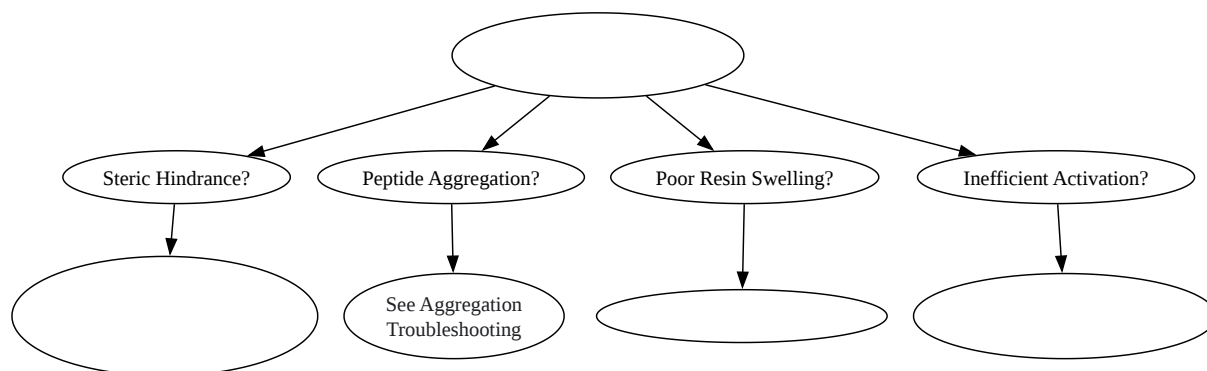 Steric Hindrance?
Peptide Aggregation?
Poor Resin Swelling?
Inefficient Activation?
See Aggregation
Troubleshooting